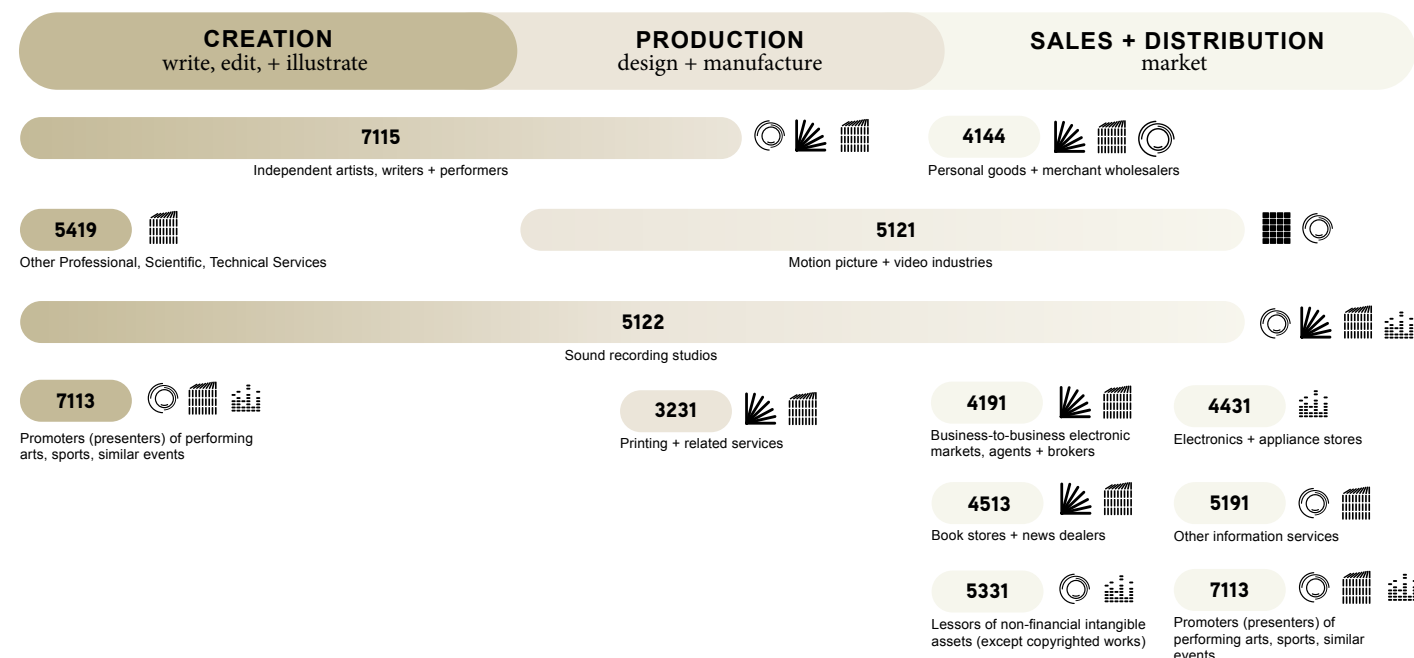 CREATION
write, edit, + illustrate
PRODUCTION
design + manufacture
SALES + DISTRIBUTION
market
7115
Independent artists, writers + performers
4144
Personal goods + merchant wholesalers
5419
Other Professional, Scientific, Technical Services
5121
Motion picture + video industries
5122
Sound recording studios
7113
Promoters (presenters) of performing
arts, sports, similar events
3231
Printing + related services
4191
Business-to-business electronic
markets, agents + brokers
4431
Electronics + appliance stores
4513
Book stores + news dealers
5191
Other information services
5331
Lessors of non-financial intangible
assets (except copyrighted works)
7113
Promoters (presenters) of
performing arts, sports, similar
events